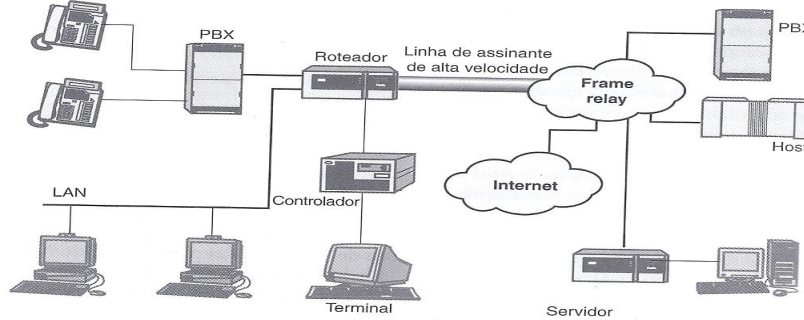 PBX
PBX
Roteador
Linha de assinante
de alta velocidade
Frame
relay
Host
Internet
LAN
Controlador
Terminal
Servidor